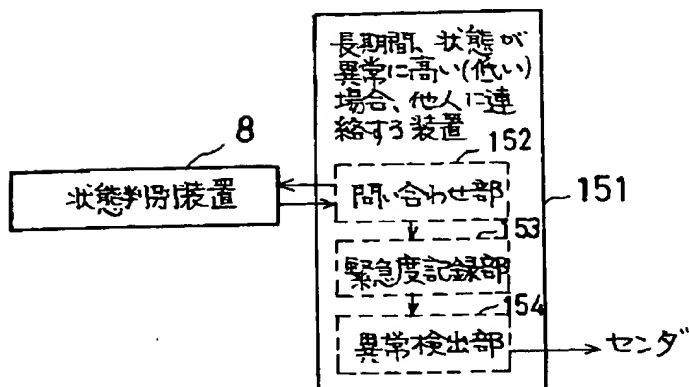 長期間、状態が
異常に高い(低い)
場合、他人に連
絡する装置
152
8
状態判別装置
問い合わせ部
151
153
緊急度記録部
154
異常検出部
センダ